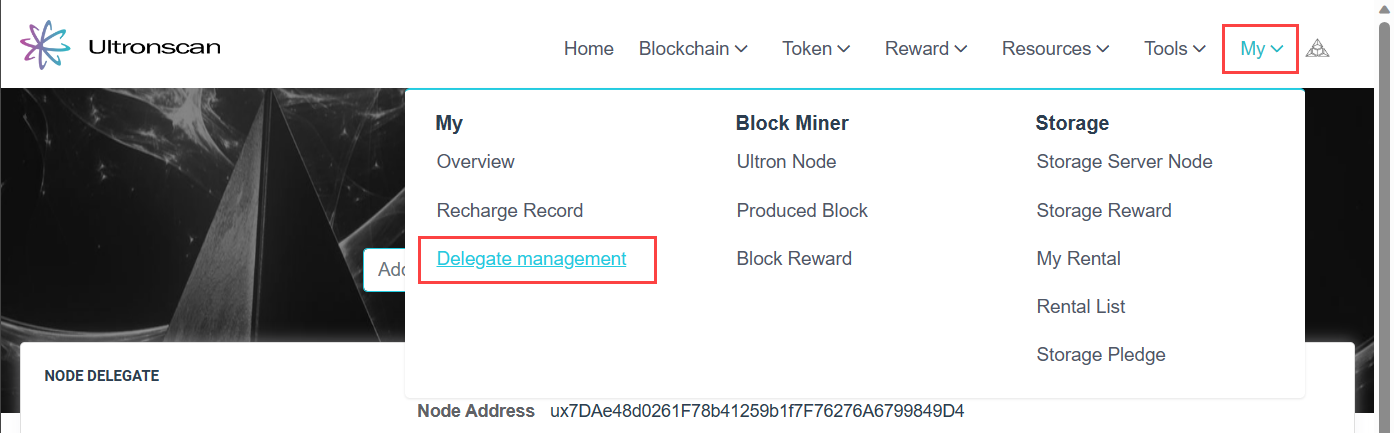 Ultronscan
Home Blockchain Token Reward Resources Tools My
My Block Miner Storage
Overview Ultron Node Storage Server Node
Recharge Record Produced Block Storage Reward
Delegate management Block Reward My Rental
Add
Rental List
Storage Pledge
NODE DELEGATE
Node Address ux7DAe48d0261F78b41259b1f7F76276A6799849D4